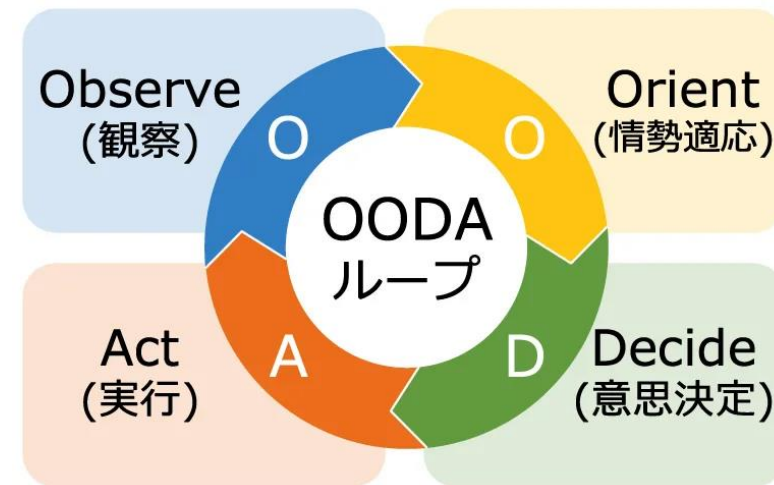 Observe
(観察)
O
O
Orient
(情勢適応)
OODA
ループ
Act
(実行)
A
D
Decide
(意思決定)